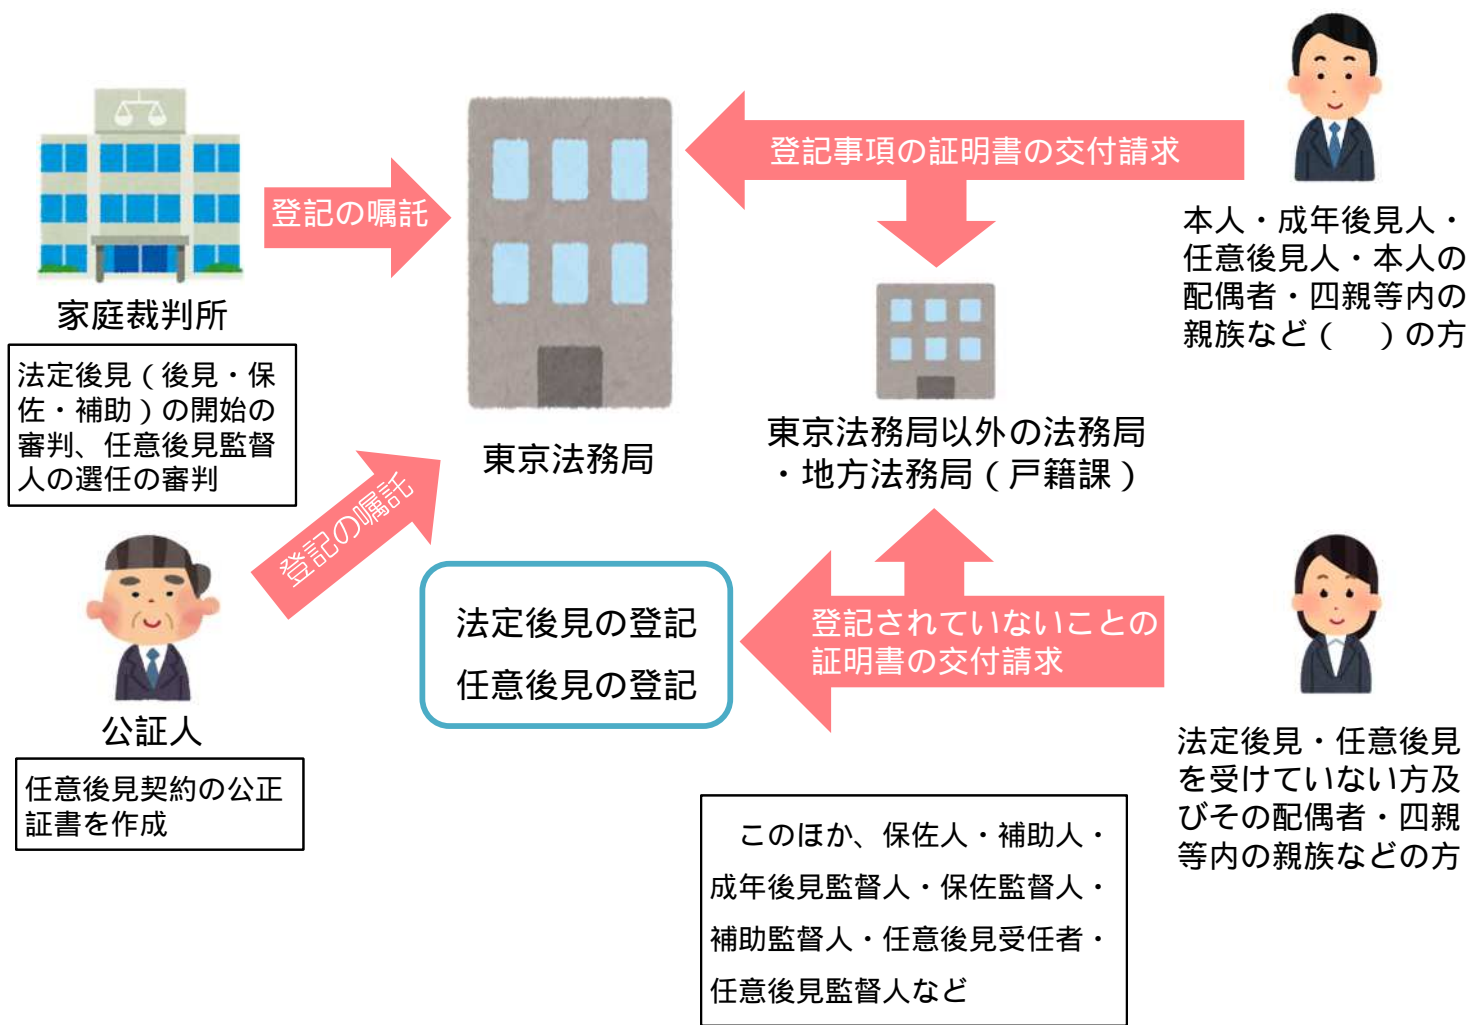 登記事項の証明書の交付請求
登記の嘱託
本人・成年後見人・
任意後見人・本人の
配偶者・四親等内の
親族など（　）の方
家庭裁判所
法定後見（後見・保
佐・補助）の開始の
審判、任意後見監督
人の選任の審判
東京法務局
東京法務局以外の法務局
・地方法務局（戸籍課）
登記の嘱託
公証人
任意後見契約の公正
証書を作成
法定後見の登記
任意後見の登記
登記されていないことの
証明書の交付請求
法定後見・任意後見
を受けていない方及
びその配偶者・四親
等内の親族などの方
このほか、保佐人・補助人・
成年後見監督人・保佐監督人・
補助監督人・任意後見受任者・
任意後見監督人など